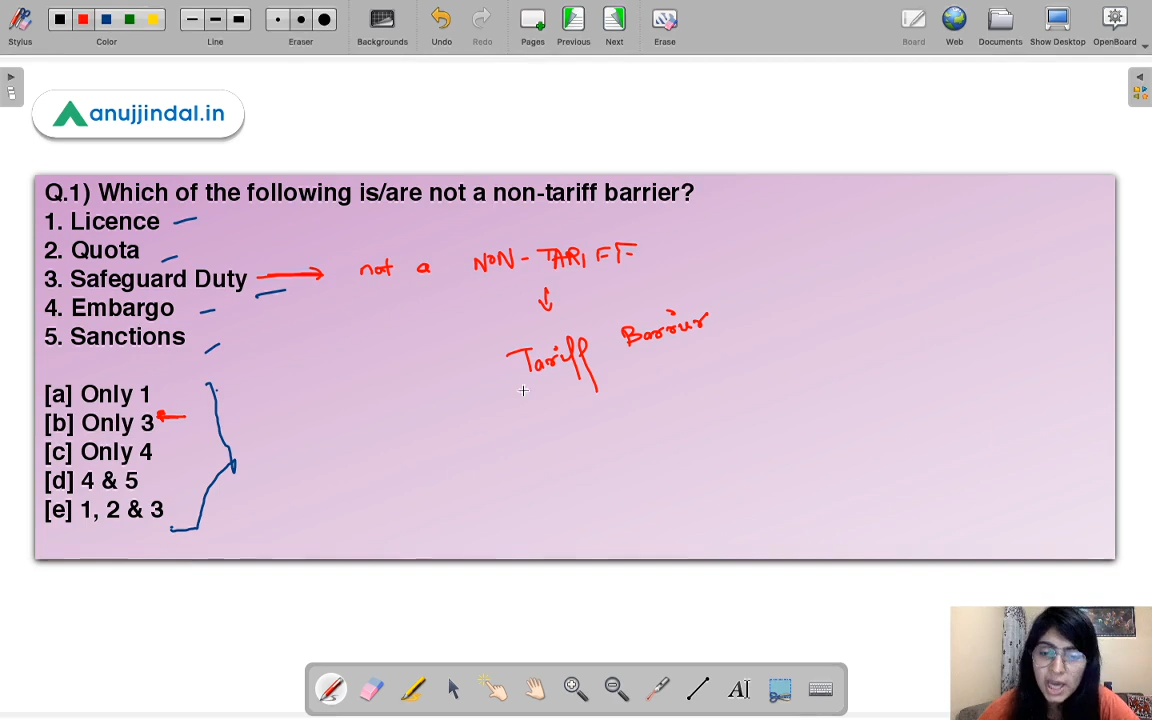 Stylus Color Line Eraser Backgrounds Undo Redo Pages Previous Next Erase Board Web Documents Show Desktop OpenBoard
anujjindal.in
Q.1) Which of the following is/are not a non-tariff barrier?
1. Licence
2. Quota
3. Safeguard Duty
not a NON-TARIFF
4. Embargo
5. Sanctions
Tariff Barrier
[a] Only 1
[b] Only 3
[c] Only 4
[d] 4 & 5
[e] 1, 2 & 3